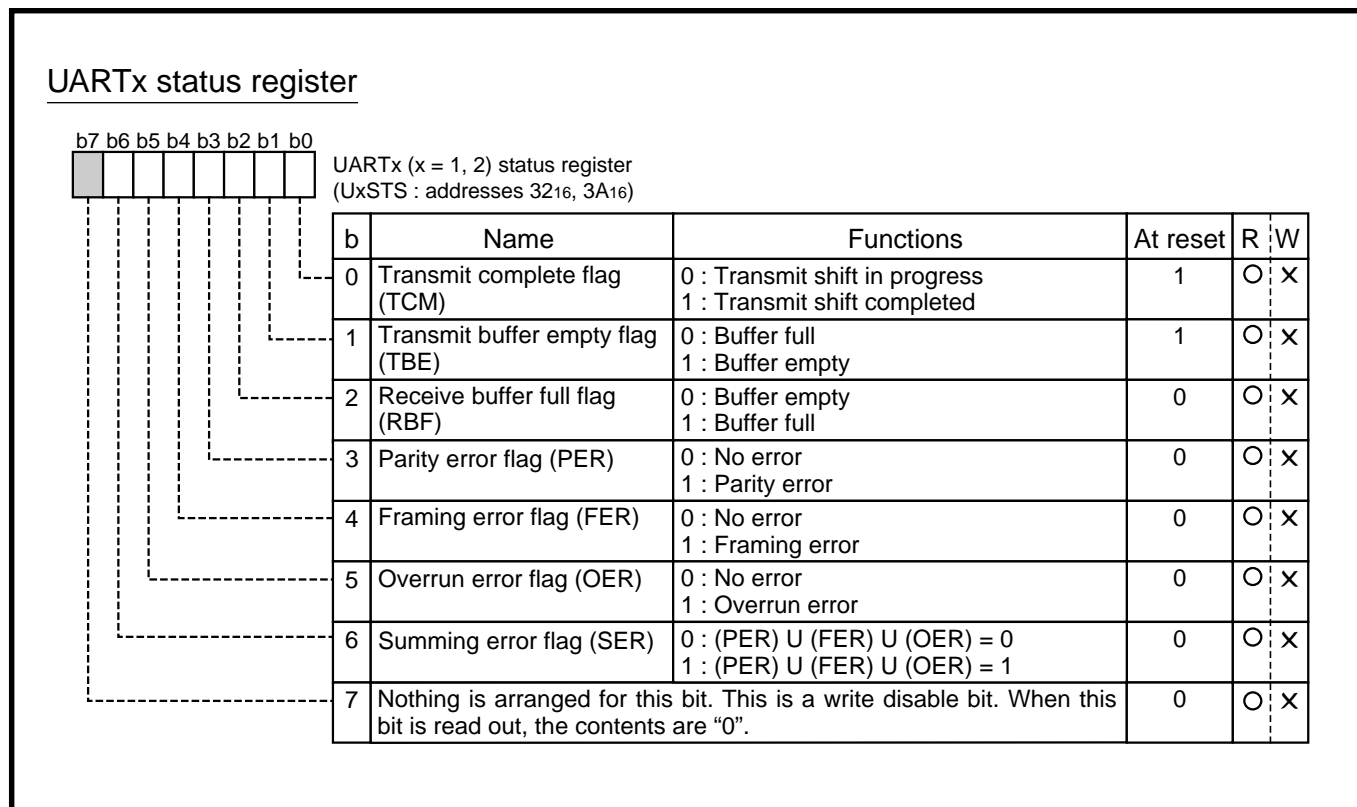 UARTx status register
b7 b6 b5 b4 b3 b2 b1 b0
UARTx (x = 1, 2) status register
(UxSTS : addresses 3216, 3A16)
b Name Functions At reset R W
0 Transmit complete flag 0 : Transmit shift in progress 1 O X
(TCM) 1 : Transmit shift completed
1 Transmit buffer empty flag 0 : Buffer full 1 O X
(TBE) 1 : Buffer empty
2 Receive buffer full flag 0 : Buffer empty 0 O X
(RBF) 1 : Buffer full
3 Parity error flag (PER) 0 : No error 0 O X
1 : Parity error
4 Framing error flag (FER) 0 : No error 0 O X
1 : Framing error
5 Overrun error flag (OER) 0 : No error 0 O X
1 : Overrun error
6 Summing error flag (SER) 0 : (PER) U (FER) U (OER) = 0 0 O X
1 : (PER) U (FER) U (OER) = 1
7 Nothing is arranged for this bit. This is a write disable bit. When this 0 O X
bit is read out, the contents are “0”.